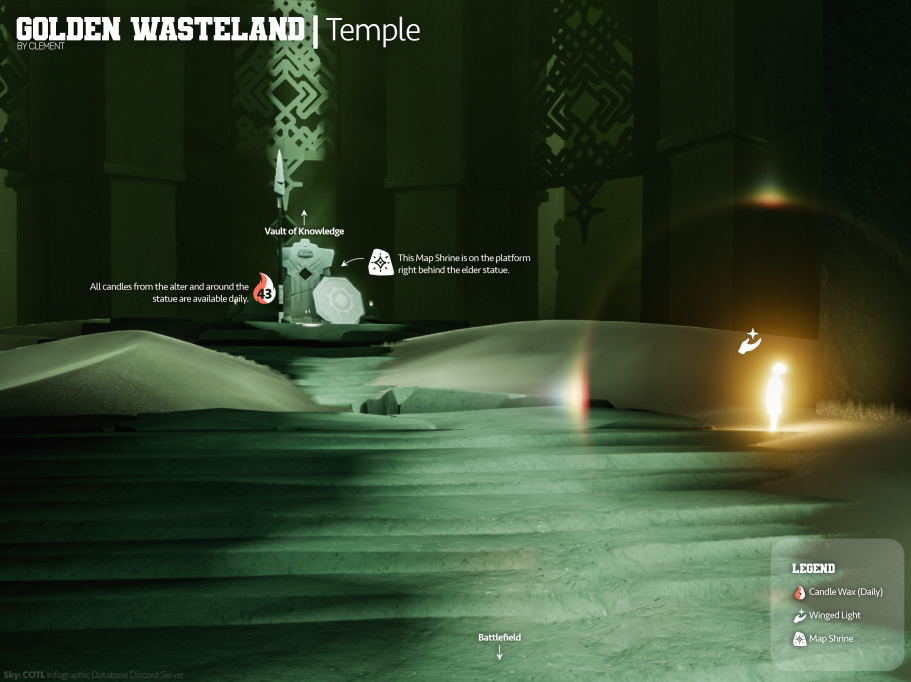 GOLDEN WASTELAND | Temple
BY CLEMENT
Vault of Knowledge
This Map Shrine is on the platform
right behind the elder statue.
All candles from the alter and around the
statue are available daily.
43
LEGEND
Candle Wax (Daily)
Winged Light
Map Shrine
Battlefield
Sky: COTL Infographic Database Discord Server